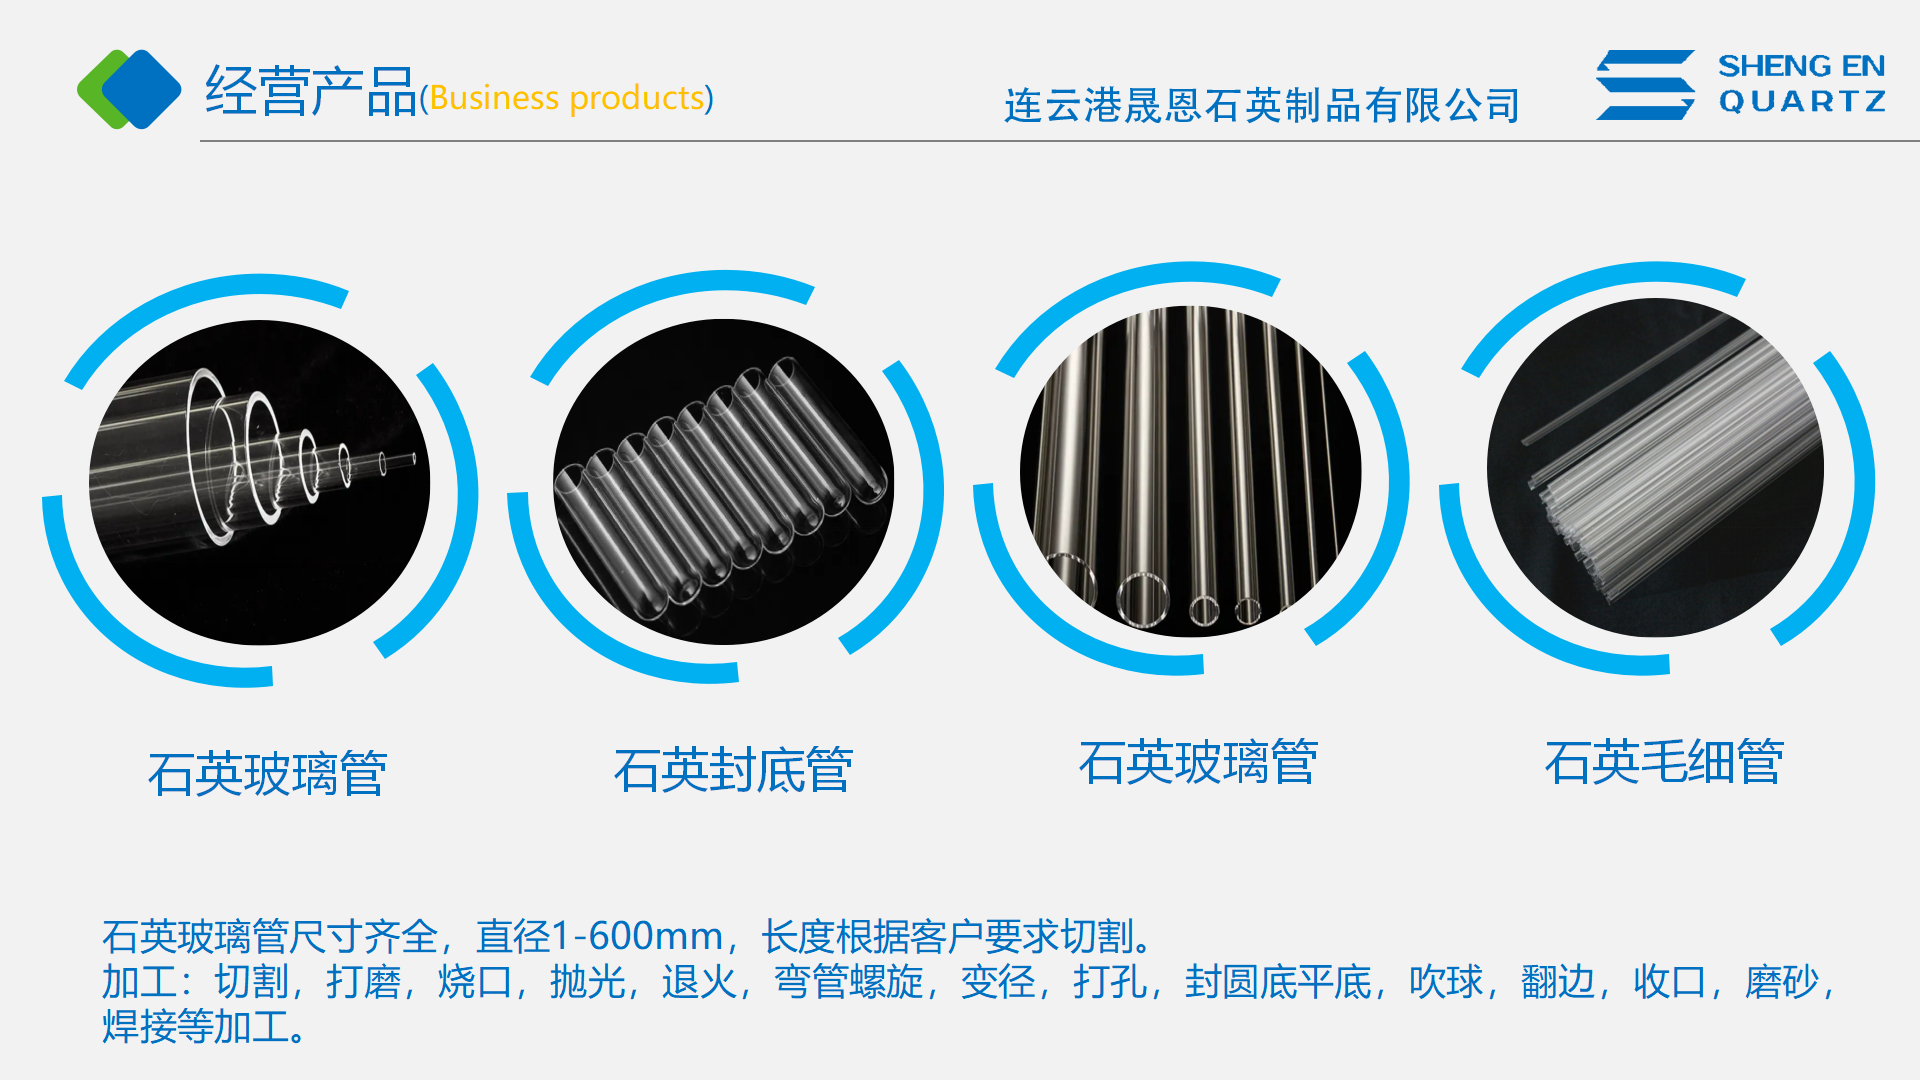 经营产品(Business products)
连云港晟恩石英制品有限公司
SHENG EN
QUARTZ
石英玻璃管
石英封底管
石英玻璃管
石英毛细管
石英玻璃管尺寸齐全，直径1-600mm，长度根据客户要求切割。
加工：切割，打磨，烧口，抛光，退火，弯管螺旋，变径，打孔，封圆底平底，吹球，翻边，收口，磨砂，
焊接等加工。